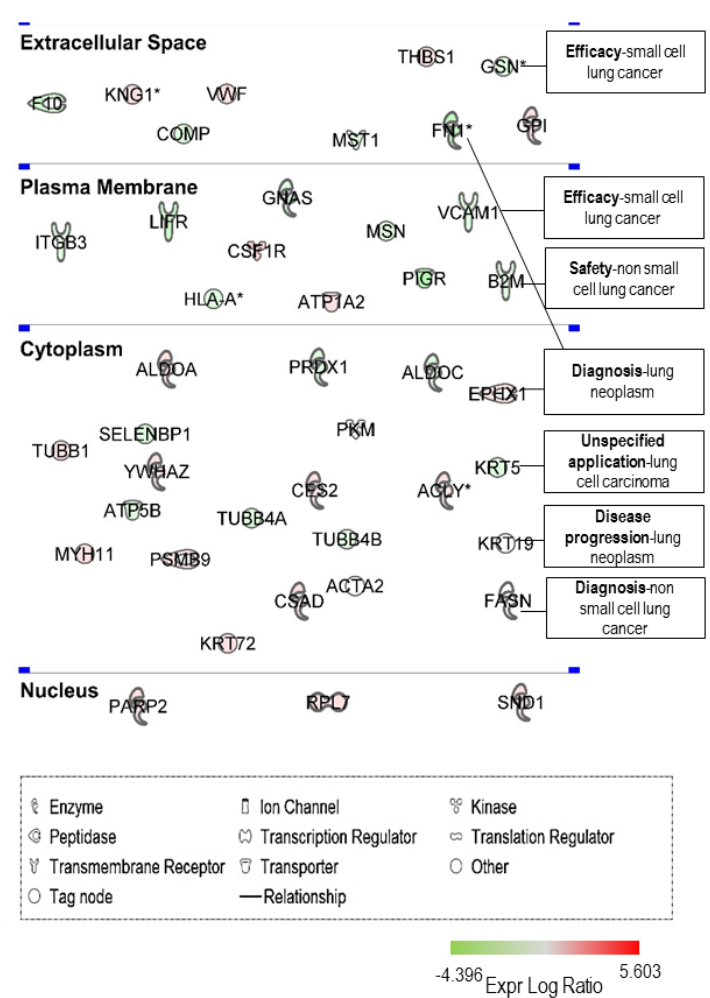 Extracellular Space
THBS1
GSN*
Efficacy-small cell
lung cancer
F10
KNG1*
VWF
COMP
MST1
FN1*
GPI
Plasma Membrane
GNAS
LIFR
VCAM1
Efficacy-small cell
lung cancer
ITGB3
CSF1R
MSN
PIGR
B2M
Safety-non small
cell lung cancer
HLA-A*
ATP1A2
Cytoplasm
ALDOA
PRDX1
ALDOC
EPHX1
Diagnosis-lung
neoplasm
SELENBP1
PKM
TUBB1
YWHAZ
KRT5
Unspecified
application-lung
cell carcinoma
CES2
ACLY*
ATP5B
TUBB4A
TUBB4B
KRT19
Disease
progression-lung
neoplasm
MYH11
PSMB9
ACTA2
CSAD
FASN
Diagnosis-non
small cell lung
cancer
KRT72
Nucleus
PARP2
RPL7
SND1
Enzyme
Ion Channel
Kinase
Peptidase
Transcription Regulator
Translation Regulator
Transmembrane Receptor
Transporter
Other
Tag node
Relationship
-4.396
Expr Log Ratio
5.603